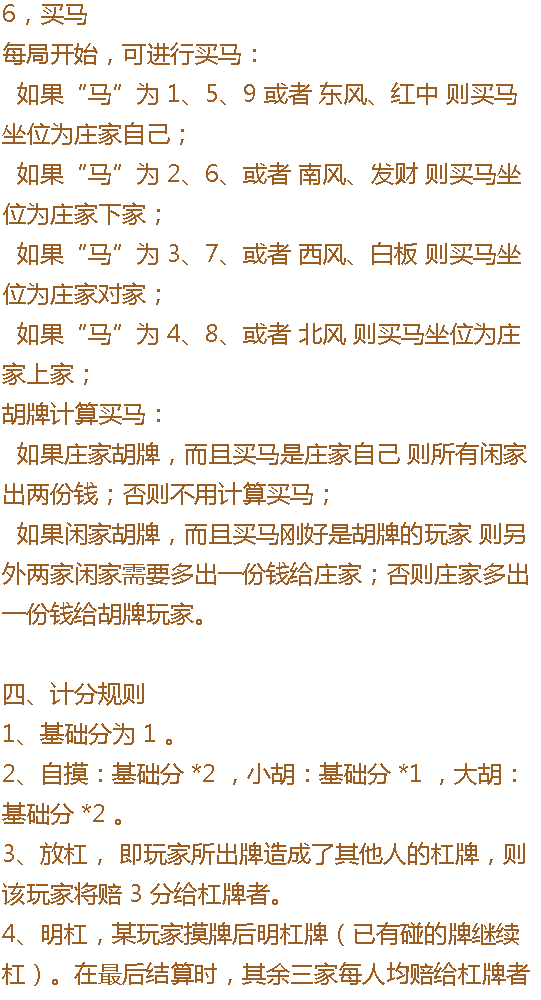 6，买马
每局开始，可进行买马：
如果“马”为 1、5、9 或者 东风、红中 则买马
坐位为庄家自己；
如果“马”为 2、6、或者 南风、发财 则买马坐
位为庄家下家；
如果“马”为 3、7、或者 西风、白板 则买马坐
位为庄家对家；
如果“马”为 4、8、或者 北风 则买马坐位为庄
家上家；
胡牌计算买马：
如果庄家胡牌，而且买马是庄家自己 则所有闲家
出两份钱；否则不用计算买马；
如果闲家胡牌，而且买马刚好是胡牌的玩家 则另
外两家闲家需要多出一份钱给庄家；否则庄家多出
一份钱给胡牌玩家。
四、计分规则
1、基础分为 1 。
2、自摸：基础分 *2 ，小胡：基础分 *1 ，大胡：
基础分 *2 。
3、放杠， 即玩家所出牌造成了其他人的杠牌，则
该玩家将赔 3 分给杠牌者。
4、明杠，某玩家摸牌后明杠牌（已有碰的牌继续
杠）。在最后结算时，其余三家每人均赔给杠牌者